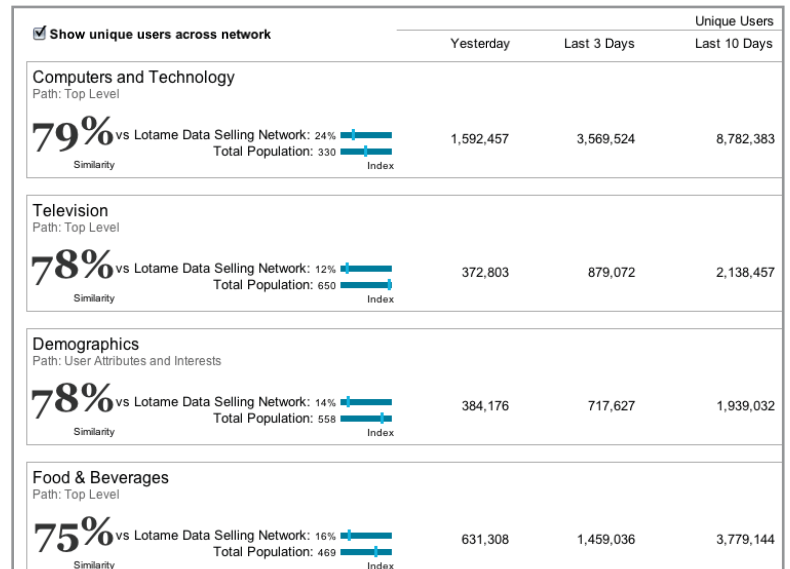 Unique Users
Show unique users across network
Yesterday Last 3 Days Last 10 Days
Computers and Technology
Path: Top Level
79% vs Lotame Data Selling Network: 24% 1,592,457 3,569,524 8,782,383
Total Population: 330
Similarity Index
Television
Path: Top Level
78% vs Lotame Data Selling Network: 12% 372,803 879,072 2,138,457
Total Population: 650
Similarity Index
Demographics
Path: User Attributes and Interests
78% vs Lotame Data Selling Network: 14% 384,176 717,627 1,939,032
Total Population: 558
Similarity Index
Food & Beverages
Path: Top Level
75% vs Lotame Data Selling Network: 16% 631,308 1,459,036 3,779,144
Total Population: 469
Similarity Index